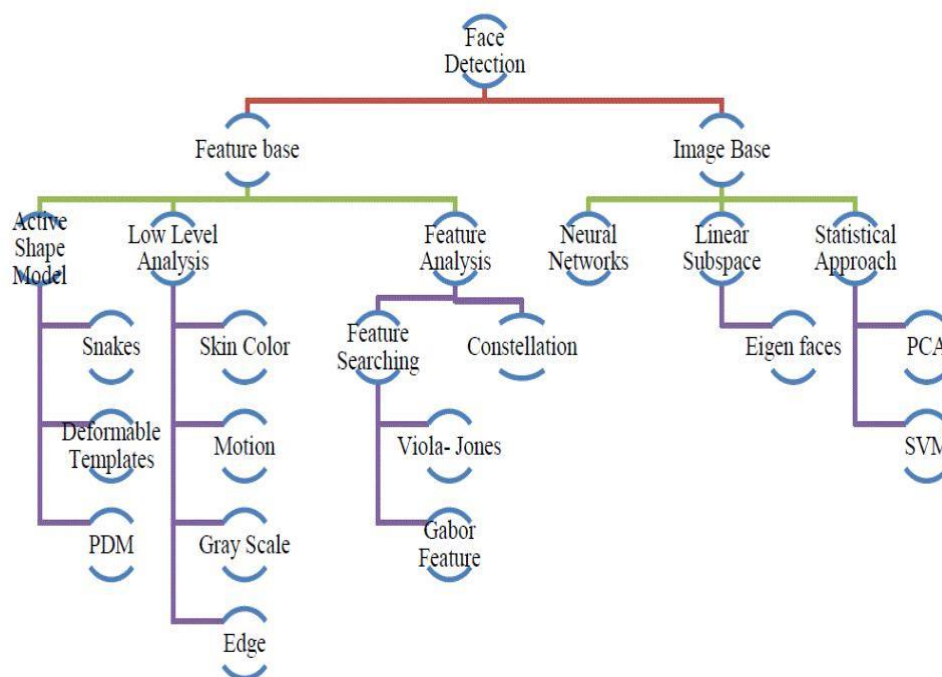 Face
Detection
Feature base
Image Base
Active
Shape
Model
Low Level
Analysis
Feature
Analysis
Neural
Networks
Linear
Subspace
Statistical
Approach
Snakes
Skin Color
Feature
Searching
Constellation
Eigen faces
PCA
Deformable
Templates
Motion
Viola- Jones
SVM
PDM
Gray Scale
Gabor
Feature
Edge